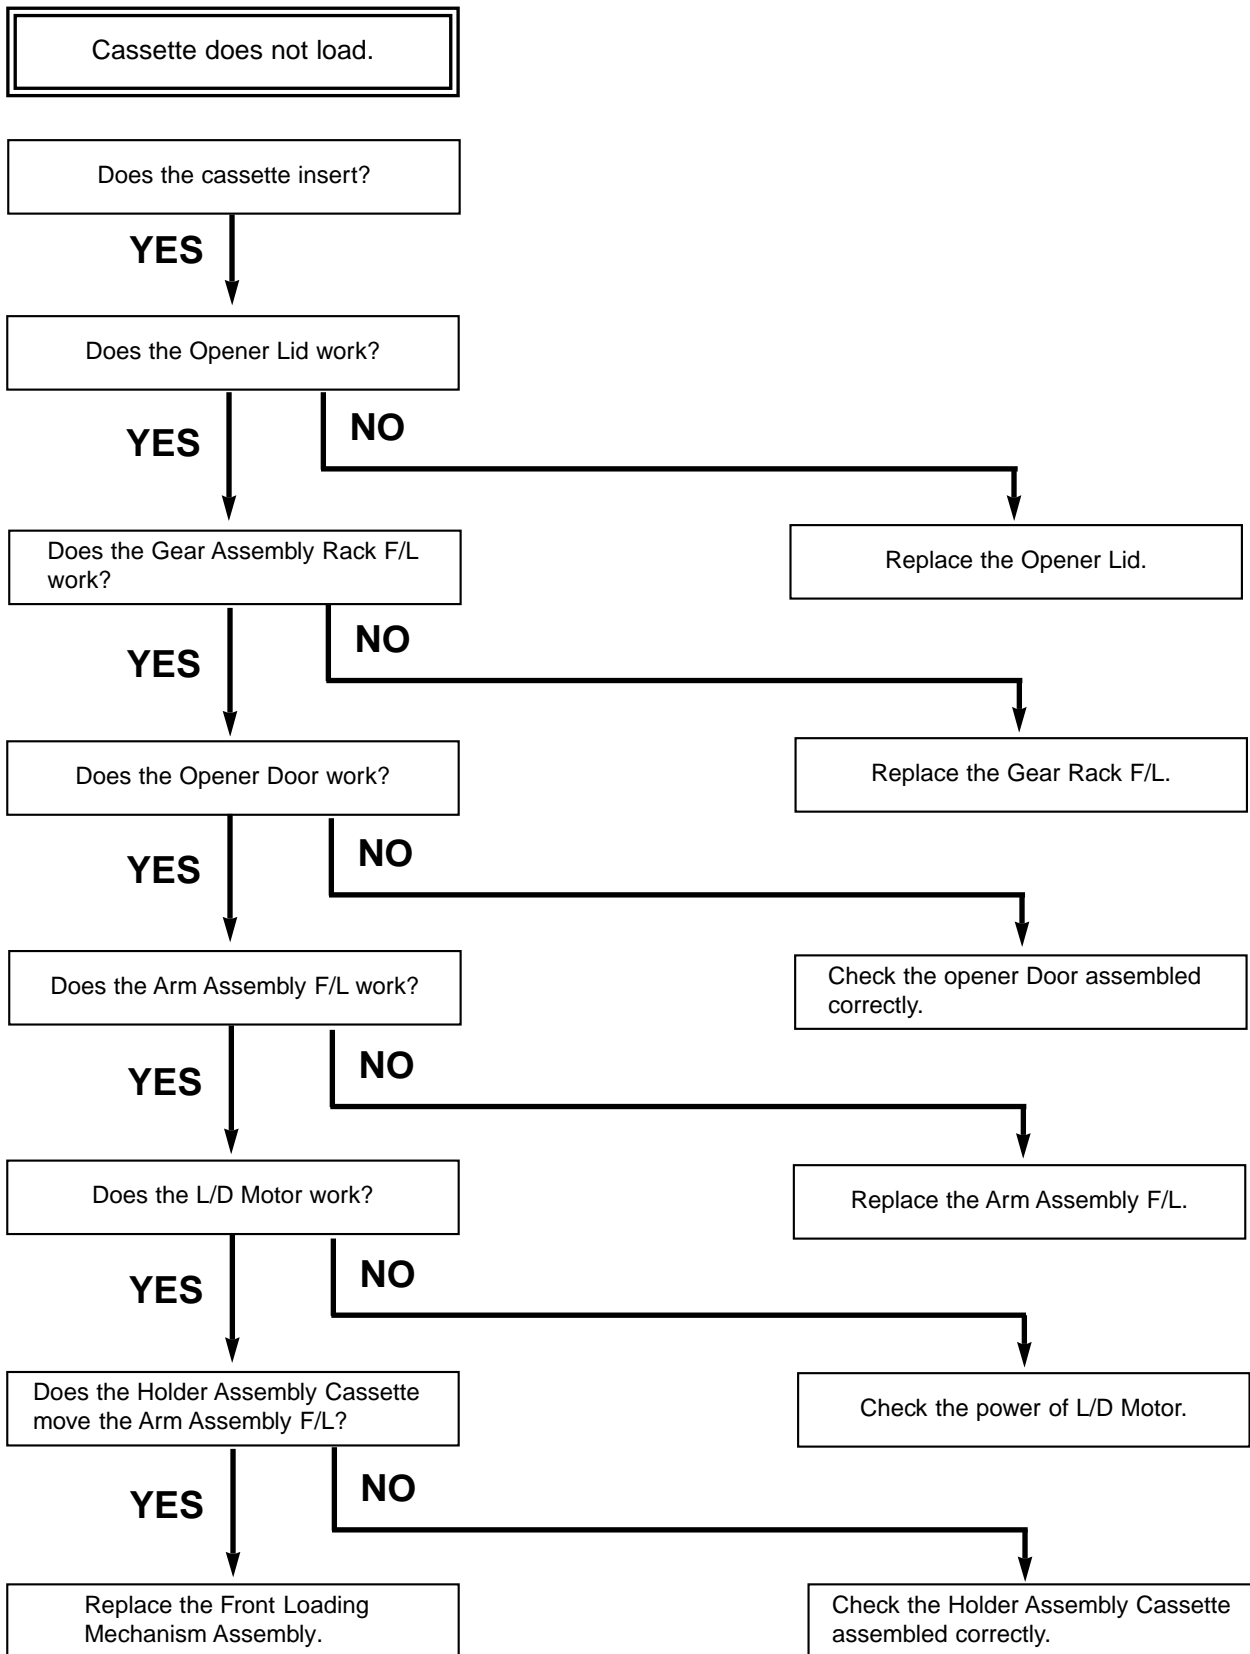 Cassette does not load.
Does the cassette insert?
YES
Does the Opener Lid work?
YES
NO
Does the Gear Assembly Rack F/L
work?
Replace the Opener Lid.
YES
NO
Does the Opener Door work?
Replace the Gear Rack F/L.
YES
NO
Does the Arm Assembly F/L work?
Check the opener Door assembled
correctly.
YES
NO
Does the L/D Motor work?
Replace the Arm Assembly F/L.
YES
NO
Does the Holder Assembly Cassette
move the Arm Assembly F/L?
Check the power of L/D Motor.
YES
NO
Replace the Front Loading
Mechanism Assembly.
Check the Holder Assembly Cassette
assembled correctly.